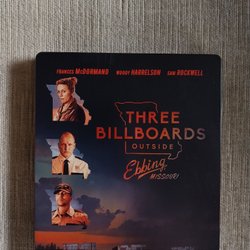 FRANCES McDORMAND WOODY HARRELSON SAM ROCKWELL
THREE
BILLBOARDS
OUTSIDE
Ebbing,
MISSOURI